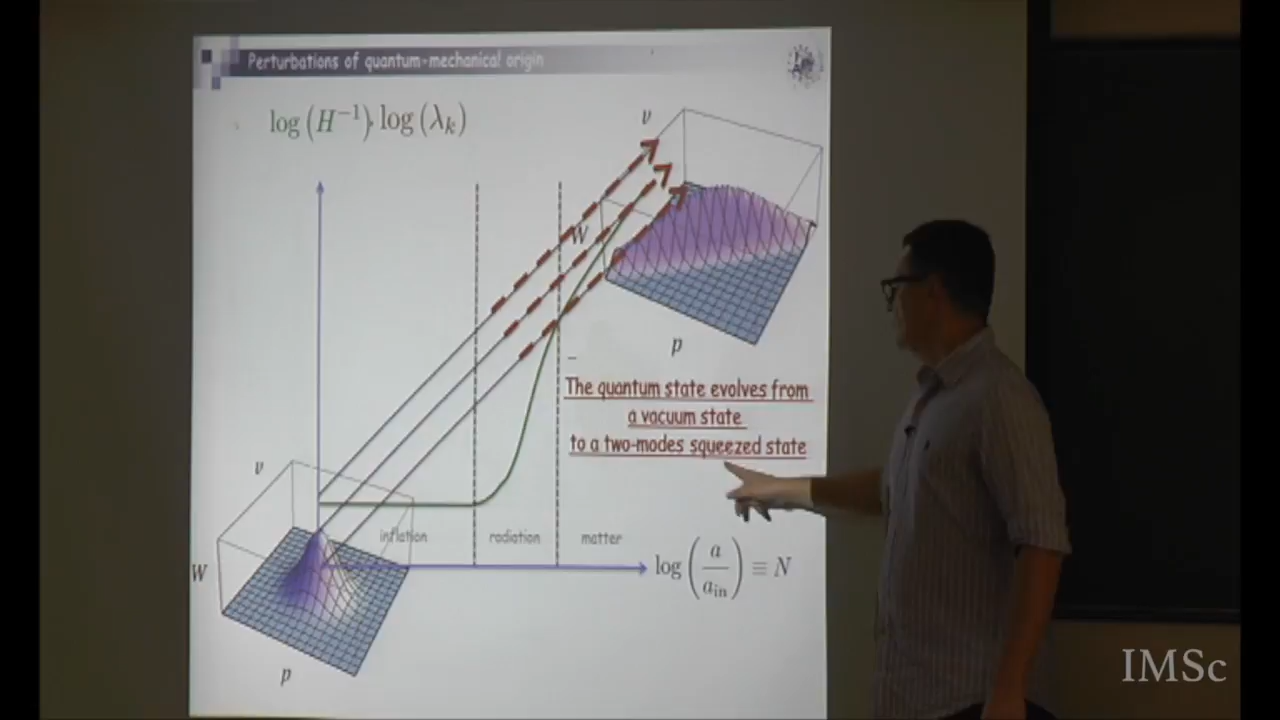 Perturbations of quantum-mechanical origin
log (H⁻¹), log (λₖ)
v
W
p
The quantum state evolves from
a vacuum state
to a two-modes squeezed state
v
inflation
radiation
matter
log (a/a_in) ≡ N
W
p
IMSc